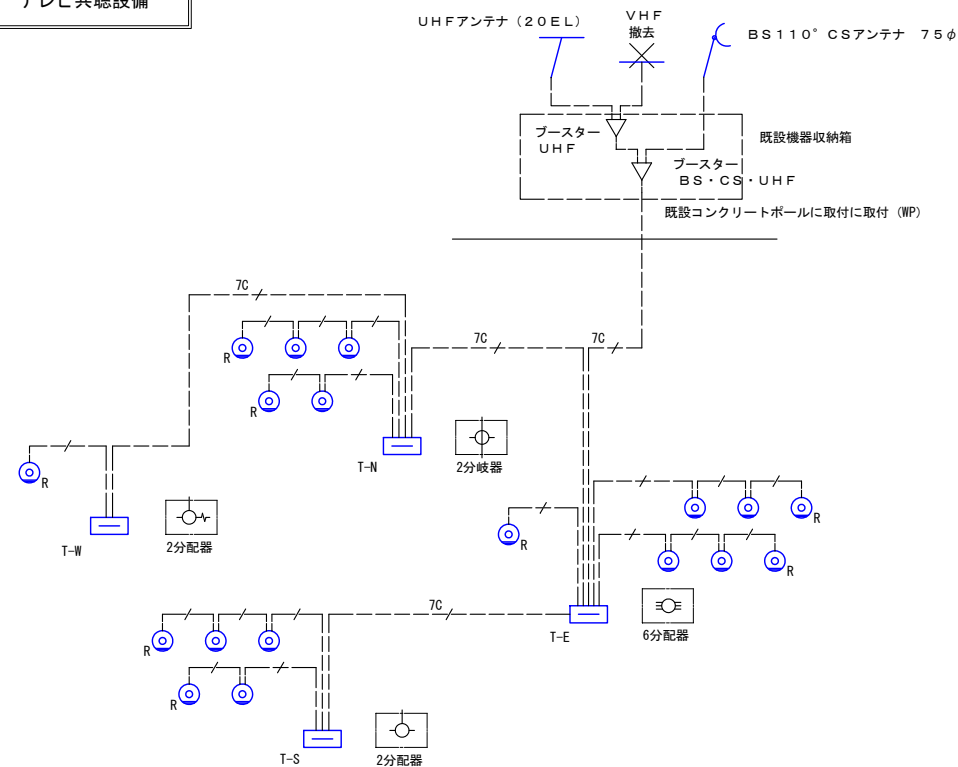 テレビ共聴設備
UHFアンテナ（20EL）
VHF
撤去
BS110°CSアンテナ 75φ
ブースター
UHF
既設機器収納箱
ブースター
BS・CS・UHF
既設コンクリートポールに取付に取付（WP）
7C
7C
7C
R
R
T-N
2分岐器
R
T-W
2分配器
R
R
R
7C
T-E
6分配器
R
R
T-S
2分配器